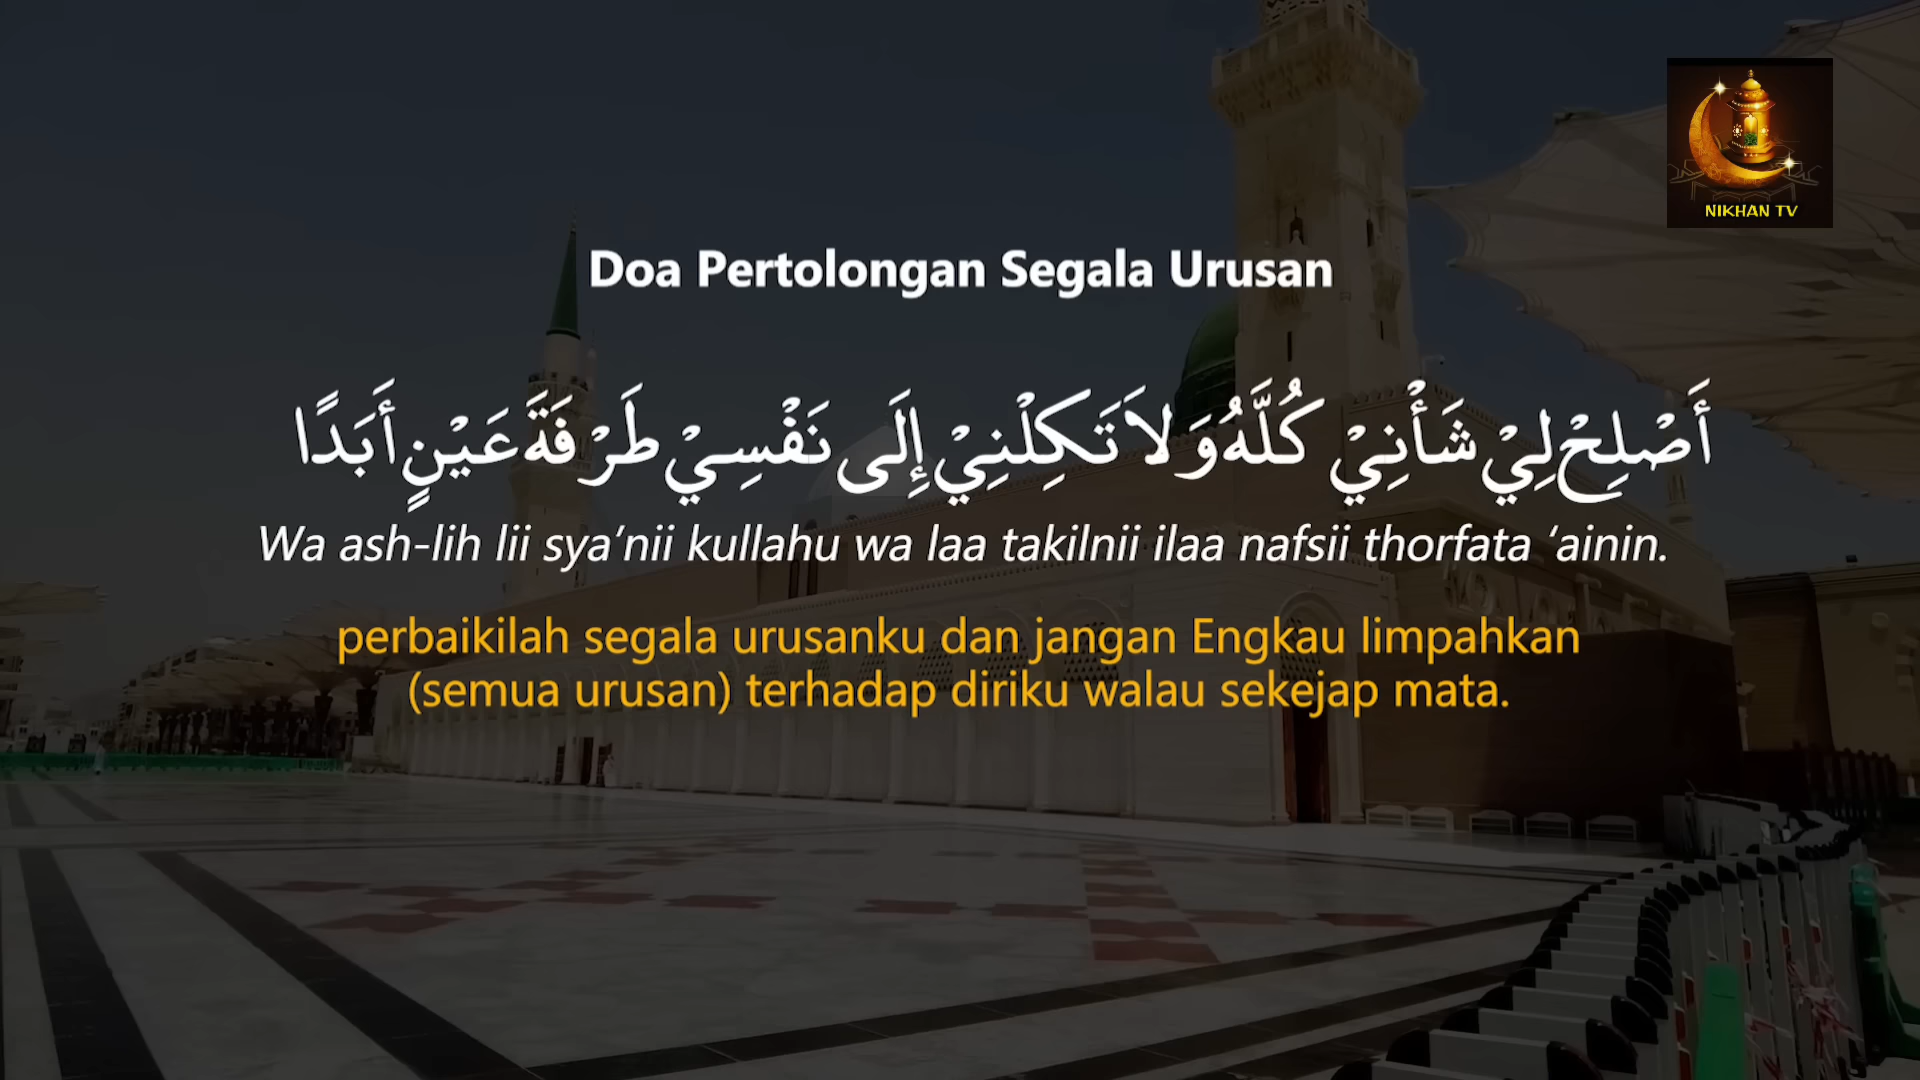 NIKHAN TV
Doa Pertolongan Segala Urusan
أَصْلِحْ لِيْ شَأْنِيْ كُلَّهُ وَلاَ تَكِلْنِيْ إِلَى نَفْسِيْ طَرْفَةَ عَيْنٍ أَبَدًا
Wa ash-lih lii sya’nii kullahu wa laa takilnii ilaa nafsii thorfata ‘ainin.
perbaikilah segala urusanku dan jangan Engkau limpahkan
(semua urusan) terhadap diriku walau sekejap mata.